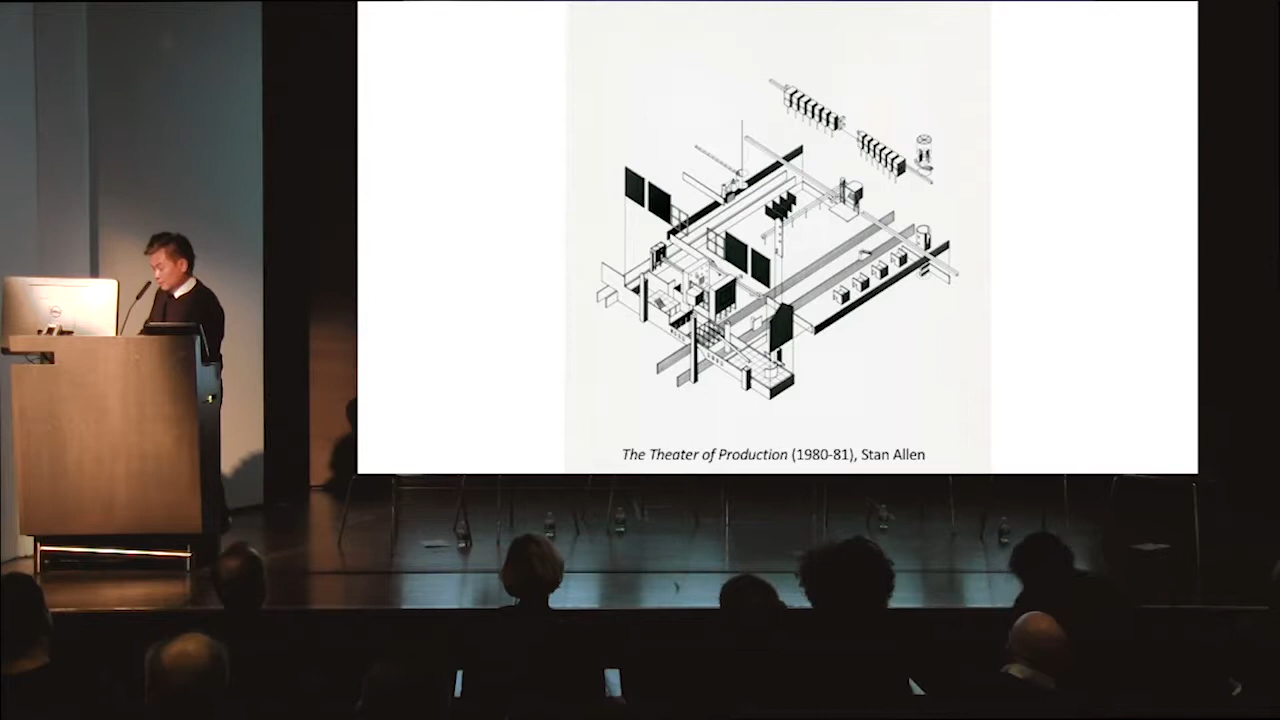 The Theater of Production (1980-81), Stan Allen